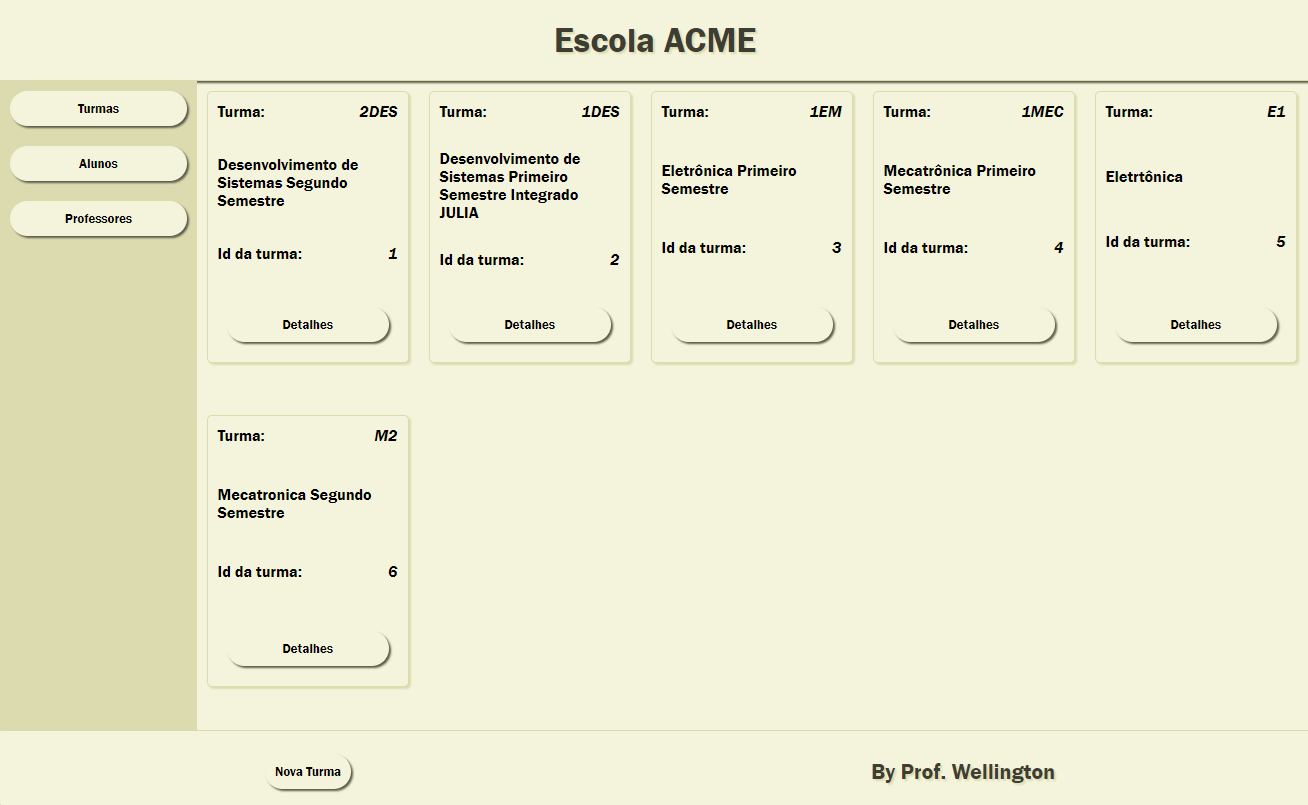 Escola ACME
Turmas
Alunos
Professores
Turma: 2DES
Desenvolvimento de
Sistemas Segundo
Semestre
Id da turma: 1
Detalhes
Turma: 1DES
Desenvolvimento de
Sistemas Primeiro
Semestre Integrado
JULIA
Id da turma: 2
Detalhes
Turma: 1EM
Eletrônica Primeiro
Semestre
Id da turma: 3
Detalhes
Turma: 1MEC
Mecatrônica Primeiro
Semestre
Id da turma: 4
Detalhes
Turma: E1
Eletrtônica
Id da turma: 5
Detalhes
Turma: M2
Mecatronica Segundo
Semestre
Id da turma: 6
Detalhes
Nova Turma
By Prof. Wellington